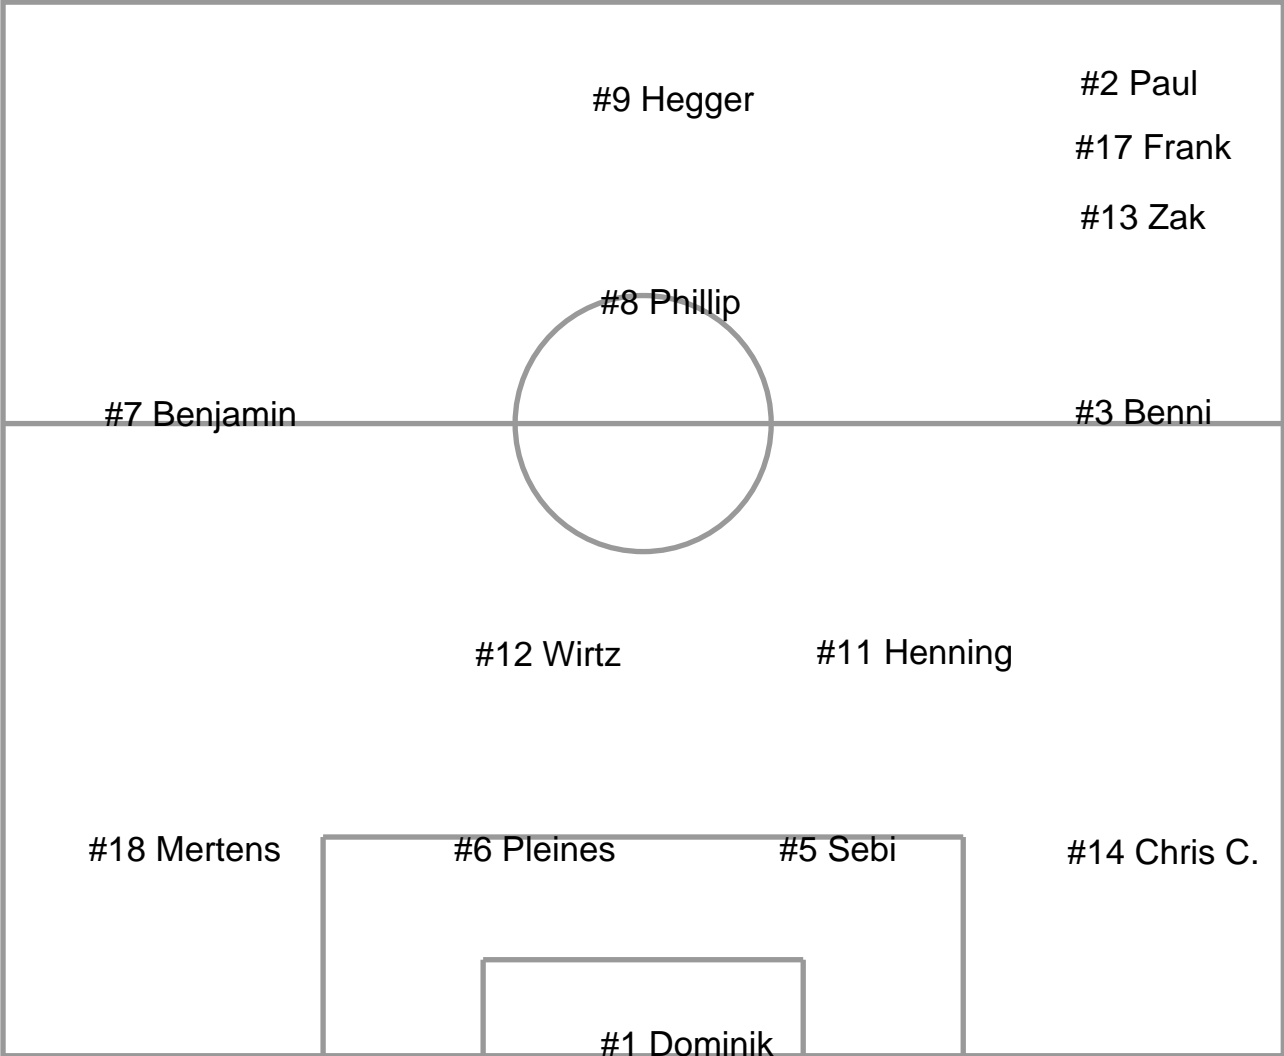 #2 Paul
#9 Hegger
#17 Frank
#13 Zak
#8 Phillip
#7 Benjamin
#3 Benni
#12 Wirtz
#11 Henning
#18 Mertens
#6 Pleines
#5 Sebi
#14 Chris C.
#1 Dominik